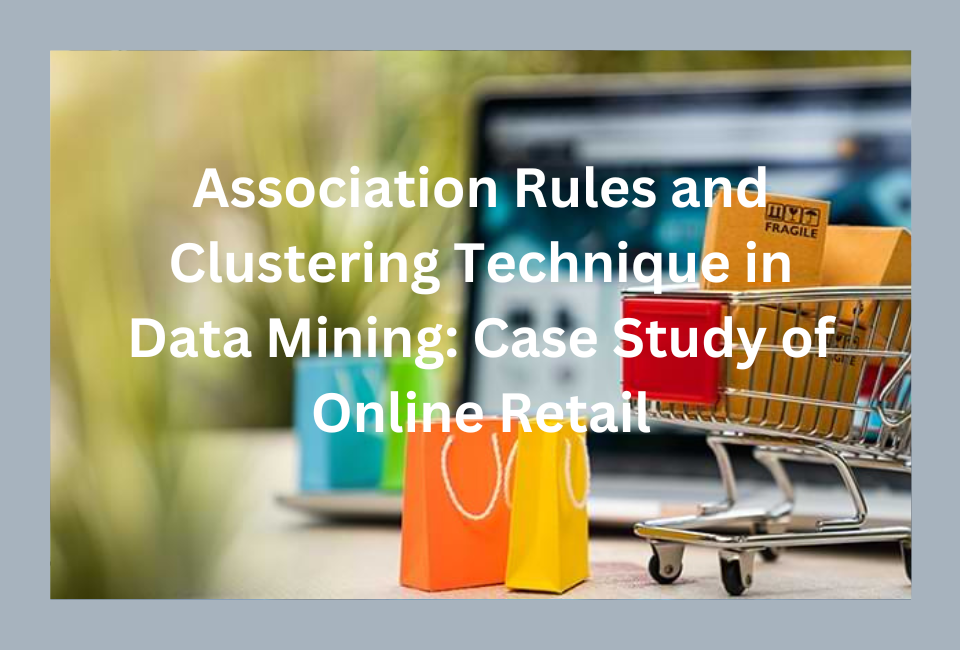 Association Rules and
Clustering Technique in
Data Mining: Case Study of
Online Retail
FRAGILE